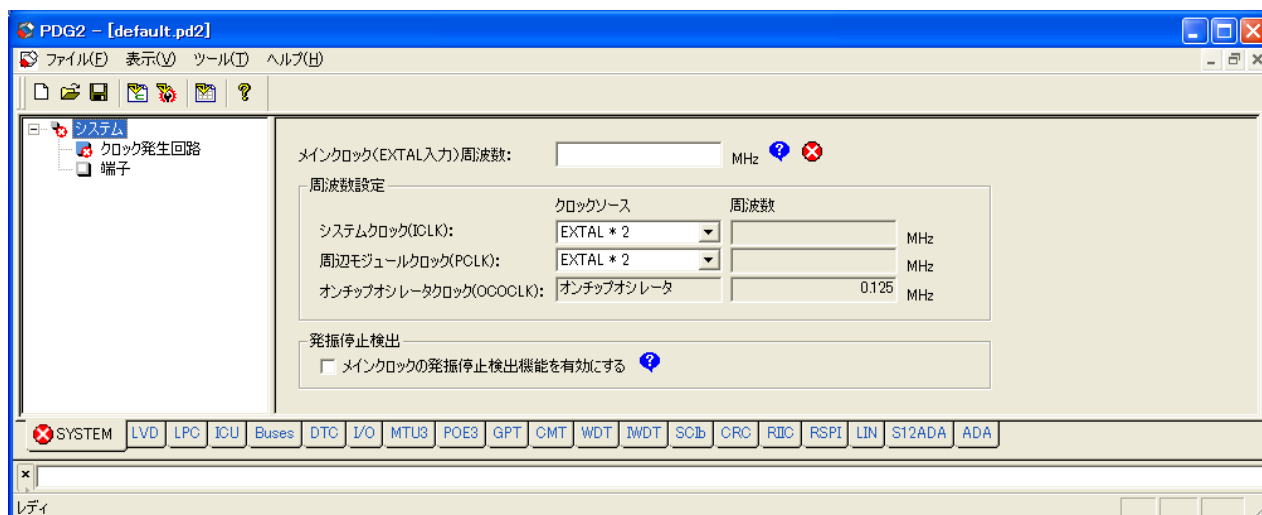 PDG2 - [default.pd2]
ファイル(F) 表示(V) ツール(T) ヘルプ(H)
システム
クロック発生回路
端子
メインクロック(EXTAL入力)周波数: MHz
周波数設定
クロックソース 周波数
システムクロック(ICLK): EXTAL * 2 MHz
周辺モジュールクロック(PCLK): EXTAL * 2 MHz
オンチップオシレータクロック(OCOCLK): オンチップオシレータ 0.125 MHz
発振停止検出
メインクロックの発振停止検出機能を有効にする
SYSTEM LVD LPC ICU Buses DTC I/O MTU3 POE3 GPT CMT WDT IWDT SCIb CRC RIIC RSPI LIN S12ADA ADA
レディ